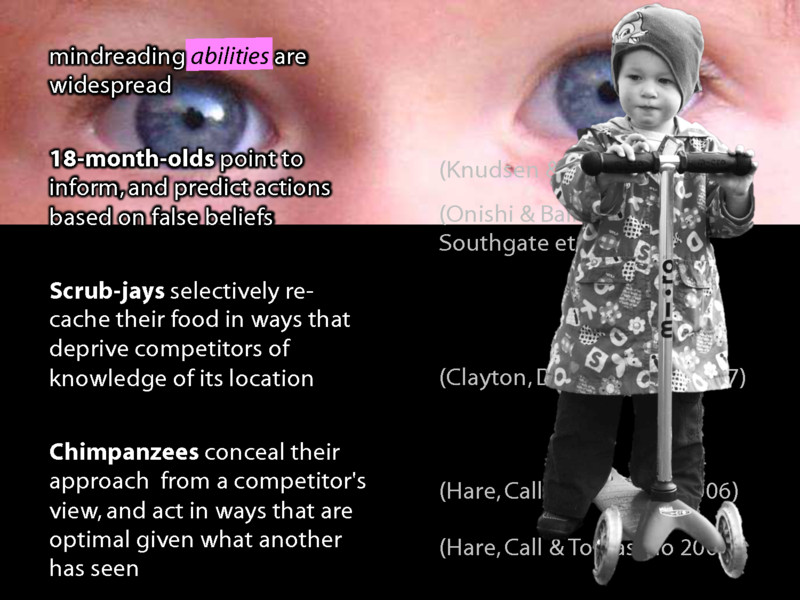 mindreading abilities are
widespread
18-month-olds point to
inform, and predict actions
based on false beliefs
(Knudsen
(Onishi &
Southgate et
Scrub-jays selectively re-
cache their food in ways that
deprive competitors of
knowledge of its location
(Clayton, 7)
Chimpanzees conceal their
approach from a competitor's
view, and act in ways that are
optimal given what another
has seen
(Hare, Call 06)
(Hare, Call &